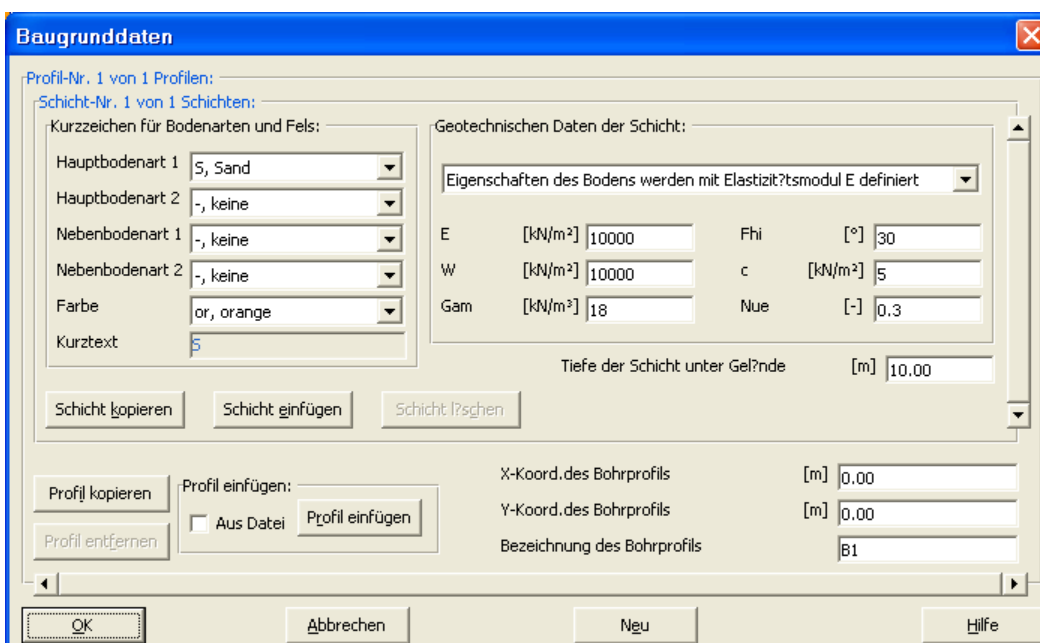 Baugrunddaten
Profil-Nr. 1 von 1 Profilen:
Schicht-Nr. 1 von 1 Schichten:
Kurzzeichen für Bodenarten und Fels:
Hauptbodenart 1 S, Sand
Hauptbodenart 2 -, keine
Nebenbodenart 1 -, keine
Nebenbodenart 2 -, keine
Farbe or, orange
Kurztext S
Geotechnischen Daten der Schicht:
Eigenschaften des Bodens werden mit Elastizit?tsmodul E definiert
E [kN/m²] 10000 Fhi [°] 30
W [kN/m²] 10000 c [kN/m²] 5
Gam [kN/m³] 18 Nue [-] 0.3
Tiefe der Schicht unter Gel?nde [m] 10.00
Schicht kopieren Schicht einfügen Schicht l?schen
Profil kopieren
Profil entfernen
Profil einfügen:
Aus Datei Profil einfügen
X-Koord.des Bohrprofils [m] 0.00
Y-Koord.des Bohrprofils [m] 0.00
Bezeichnung des Bohrprofils B1
OK Abbrechen Neu Hilfe